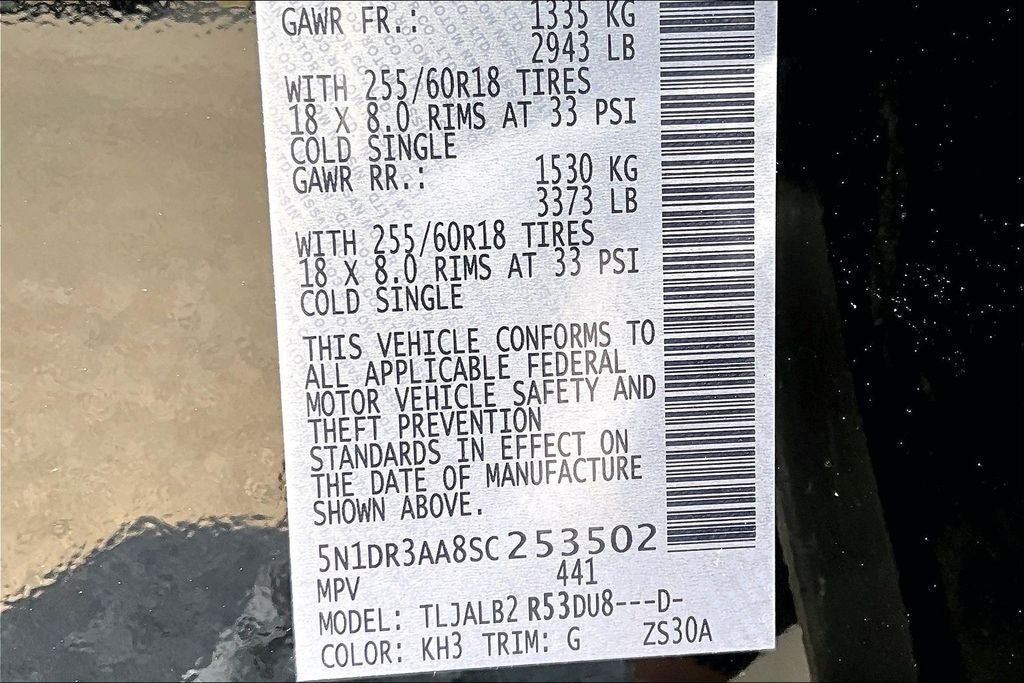 GAWR FR.: 1335 KG
2943 LB
WITH 255/60R18 TIRES
18 X 8.0 RIMS AT 33 PSI
COLD SINGLE
GAWR RR.: 1530 KG
3373 LB
WITH 255/60R18 TIRES
18 X 8.0 RIMS AT 33 PSI
COLD SINGLE
THIS VEHICLE CONFORMS TO
ALL APPLICABLE FEDERAL
MOTOR VEHICLE SAFETY AND
THEFT PREVENTION
STANDARDS IN EFFECT ON
THE DATE OF MANUFACTURE
SHOWN ABOVE.
5N1DR3AA8SC253502
MPV 441
MODEL: TLJALB2 R53DU8---D-
COLOR: KH3 TRIM: G ZS30A